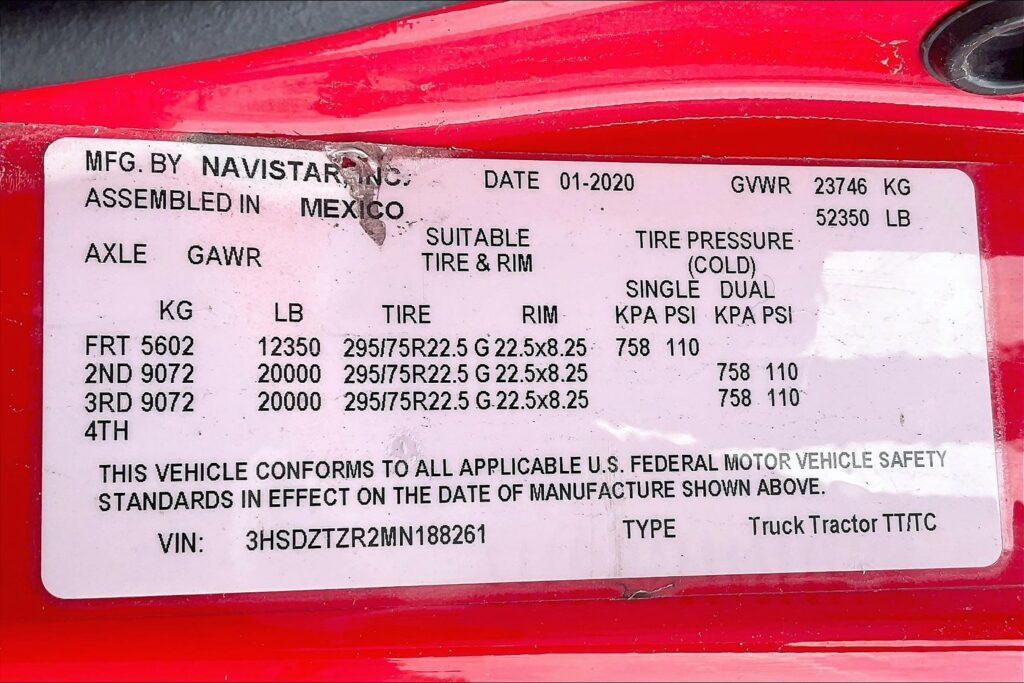 MFG. BY NAVISTAR, INC. DATE 01-2020 GVWR 23746 KG
ASSEMBLED IN MEXICO 52350 LB
AXLE GAWR SUITABLE TIRE PRESSURE
TIRE & RIM (COLD)
SINGLE DUAL
KG LB TIRE RIM KPA PSI KPA PSI
FRT 5602 12350 295/75R22.5 G 22.5x8.25 758 110
2ND 9072 20000 295/75R22.5 G 22.5x8.25 758 110
3RD 9072 20000 295/75R22.5 G 22.5x8.25 758 110
4TH
THIS VEHICLE CONFORMS TO ALL APPLICABLE U.S. FEDERAL MOTOR VEHICLE SAFETY
STANDARDS IN EFFECT ON THE DATE OF MANUFACTURE SHOWN ABOVE.
VIN: 3HSDZTZR2MN188261 TYPE Truck Tractor TT/TC